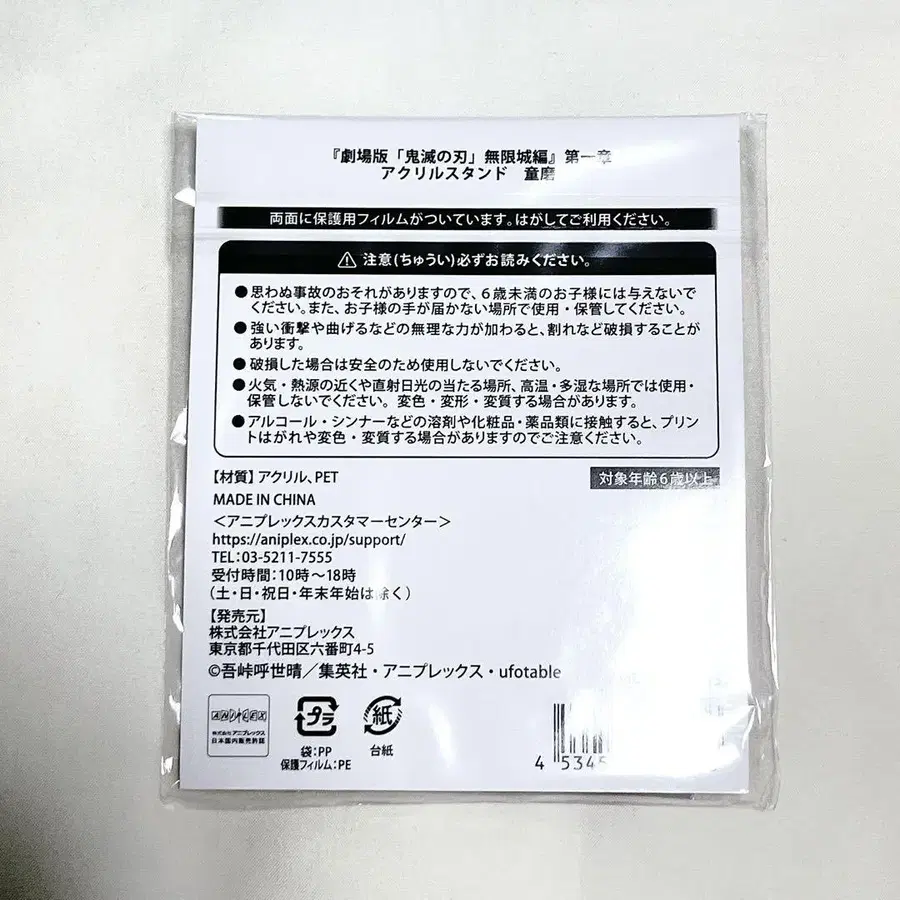 『劇場版「鬼滅の刃」無限城編』第一章
アクリルスタンド 童磨
両面に保護用フィルムがついています。はがしてご利用ください。
注意(ちゅうい)必ずお読みください。
●思わぬ事故のおそれがありますので、6歳未満のお子様には与えないで
ください。また、お子様の手が届かない場所で使用・保管してください。
●強い衝撃や曲げるなどの無理な力が加わると、割れなど破損することが
あります。
●破損した場合は安全のため使用しないでください。
●火気・熱源の近くや直射日光の当たる場所、高温・多湿な場所では使用・
保管しないでください。変色・変形・変質する場合があります。
●アルコール・シンナーなどの溶剤や化粧品・薬品類に接触すると、プリン
トはがれや変色・変質する場合がありますのでご注意ください。
【材質】アクリル、PET
対象年齢6歳以上
MADE IN CHINA
＜アニプレックスカスタマーセンター＞
https://aniplex.co.jp/support/
TEL:03-5211-7555
受付時間:10時〜18時
(土・日・祝日・年末年始は除く)
【発売元】
株式会社アニプレックス
東京都千代田区六番町4-5
©吾峠呼世晴／集英社・アニプレックス・ufotable
ANIPLEX
株式会社アニプレックス
日本国内販売許諾
プラ
袋:PP
保護フィルム:PE
紙
台紙
4 5345